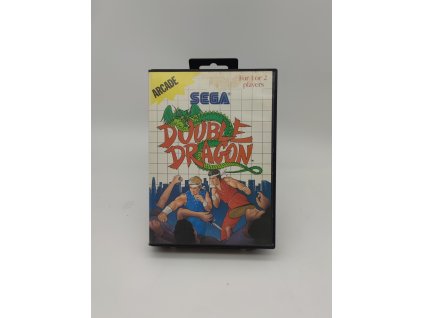 ARCADE
For 1 or 2
players
SEGA
DOUBLE
DRAGON